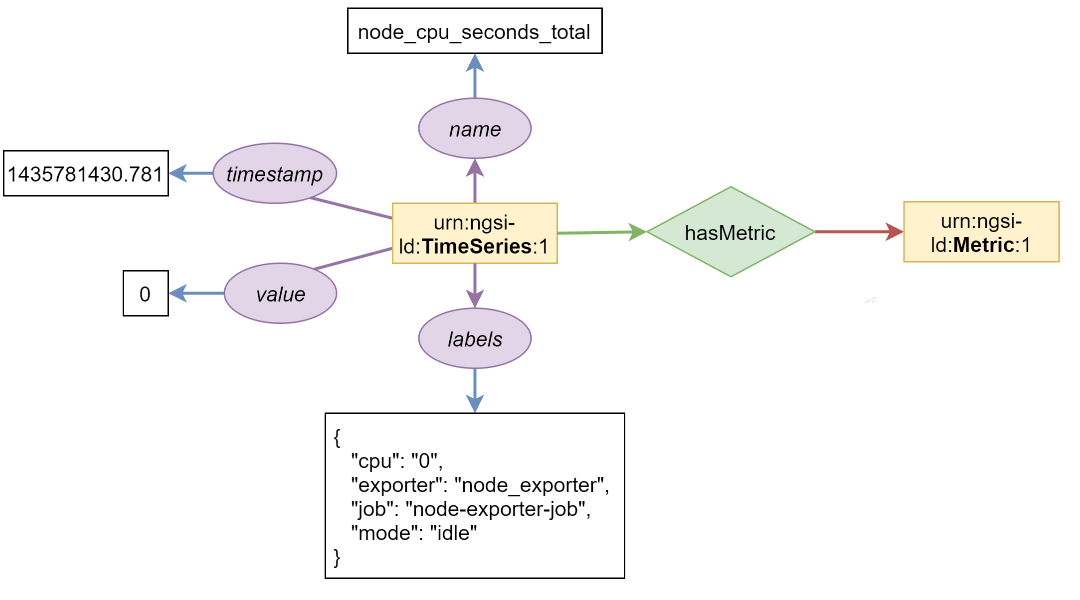 node_cpu_seconds_total
name
1435781430.781
timestamp
urn:ngsi-
ld:TimeSeries:1
hasMetric
urn:ngsi-
ld:Metric:1
0
value
labels
{
"cpu": "0",
"exporter": "node_exporter",
"job": "node-exporter-job",
"mode": "idle"
}